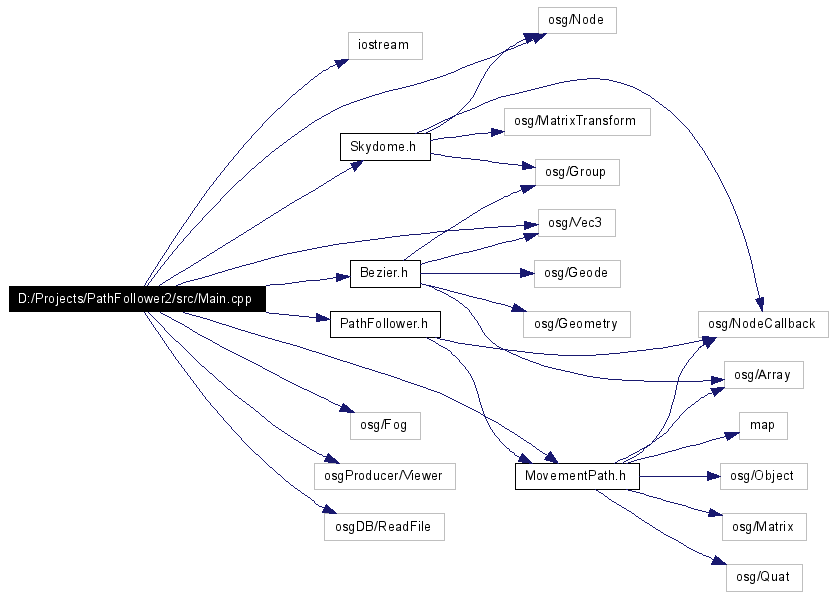 osg/Node
iostream
osg/MatrixTransform
Skydome.h
osg/Group
osg/Vec3
Bezier.h
osg/Geode
D:/Projects/PathFollower2/src/Main.cpp
PathFollower.h
osg/Geometry
osg/NodeCallback
osg/Array
osg/Fog
map
osgProducer/Viewer
MovementPath.h
osg/Object
osgDB/ReadFile
osg/Matrix
osg/Quat